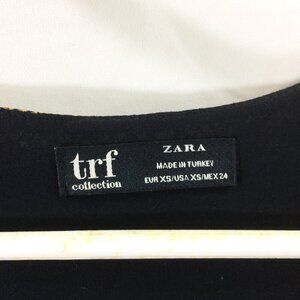 trf
collection
ZARA
MADE IN TURKEY
EUR XS/USA XS/MEX 24